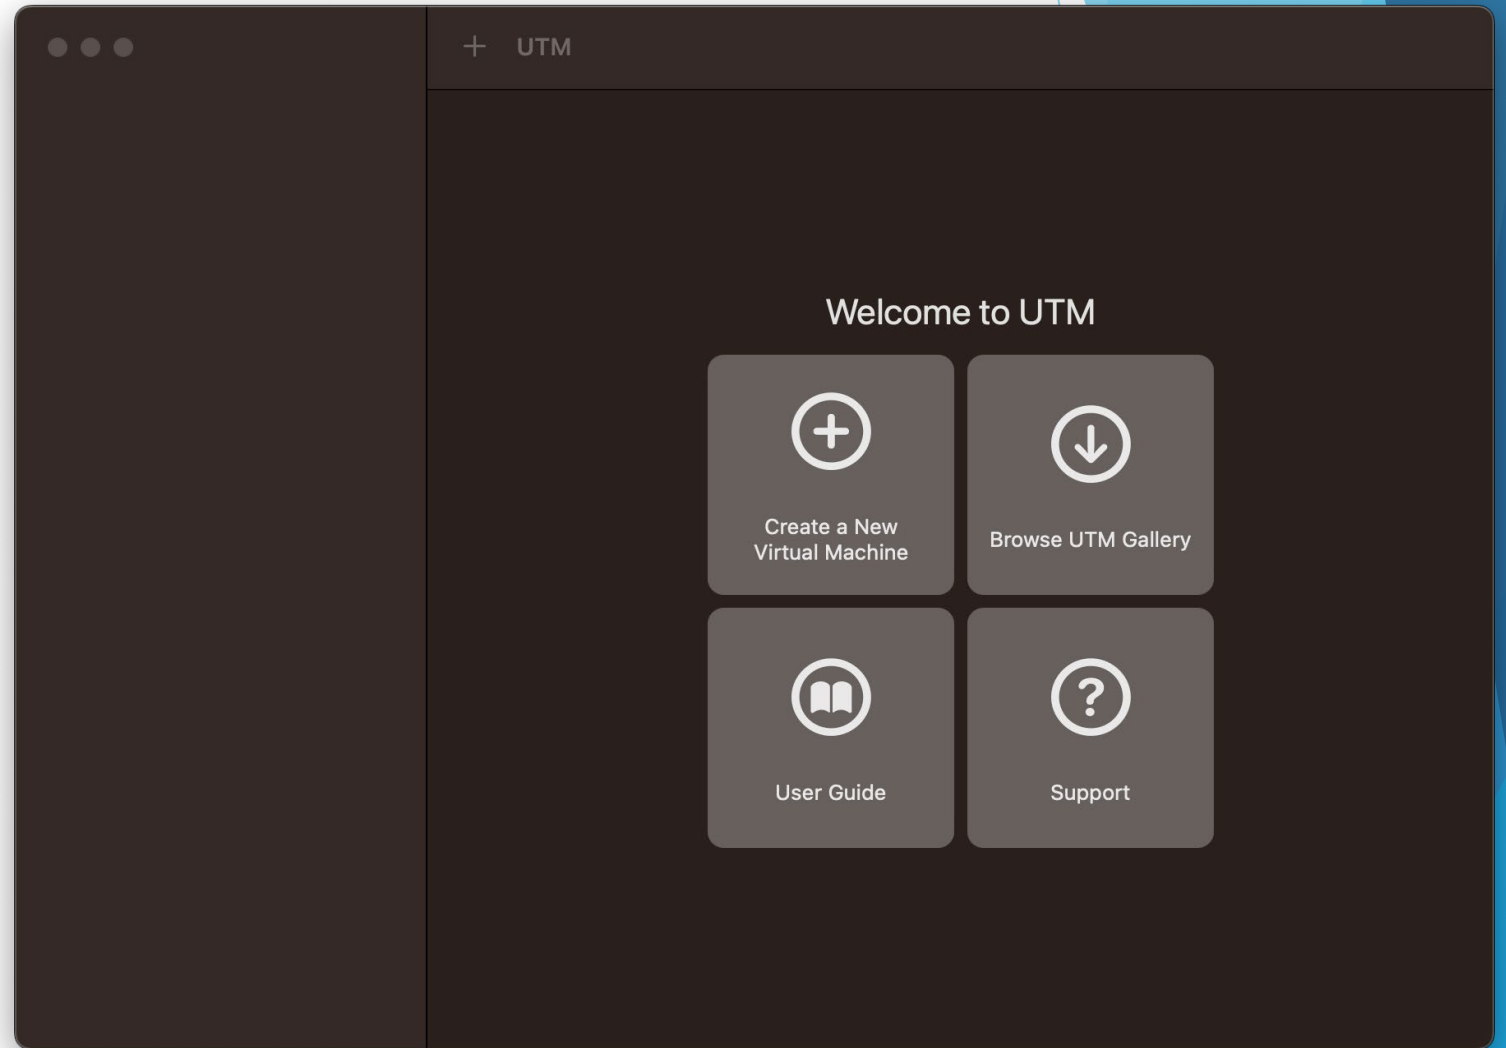 UTM
Welcome to UTM
Create a New
Virtual Machine
Browse UTM Gallery
User Guide
Support